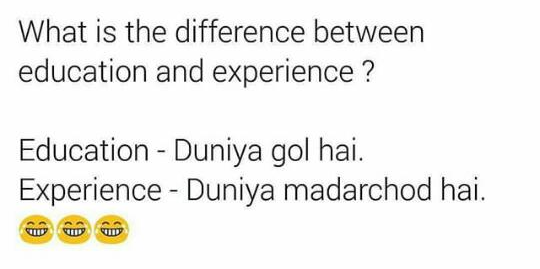 What is the difference between
education and experience ?
Education - Duniya gol hai.
Experience - Duniya madarchod hai.
😂😂😂